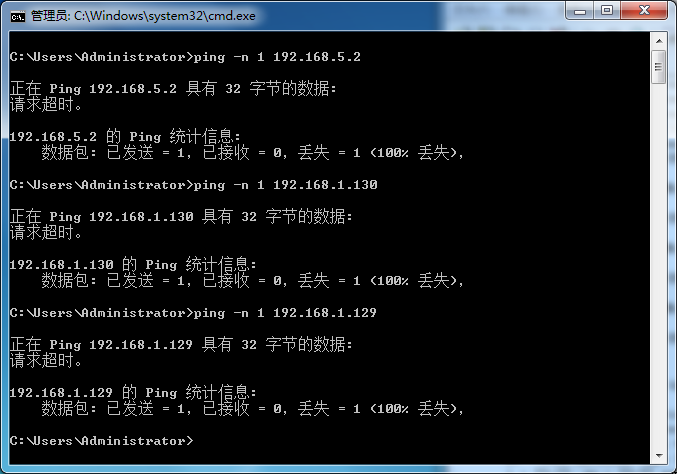 管理员: C:\Windows\system32\cmd.exe
C:\Users\Administrator>ping -n 1 192.168.5.2
正在 Ping 192.168.5.2 具有 32 字节的数据:
请求超时。
192.168.5.2 的 Ping 统计信息:
数据包: 已发送 = 1，已接收 = 0，丢失 = 1 (100% 丢失)，
C:\Users\Administrator>ping -n 1 192.168.1.130
正在 Ping 192.168.1.130 具有 32 字节的数据:
请求超时。
192.168.1.130 的 Ping 统计信息:
数据包: 已发送 = 1，已接收 = 0，丢失 = 1 (100% 丢失)，
C:\Users\Administrator>ping -n 1 192.168.1.129
正在 Ping 192.168.1.129 具有 32 字节的数据:
请求超时。
192.168.1.129 的 Ping 统计信息:
数据包: 已发送 = 1，已接收 = 0，丢失 = 1 (100% 丢失)，
C:\Users\Administrator>